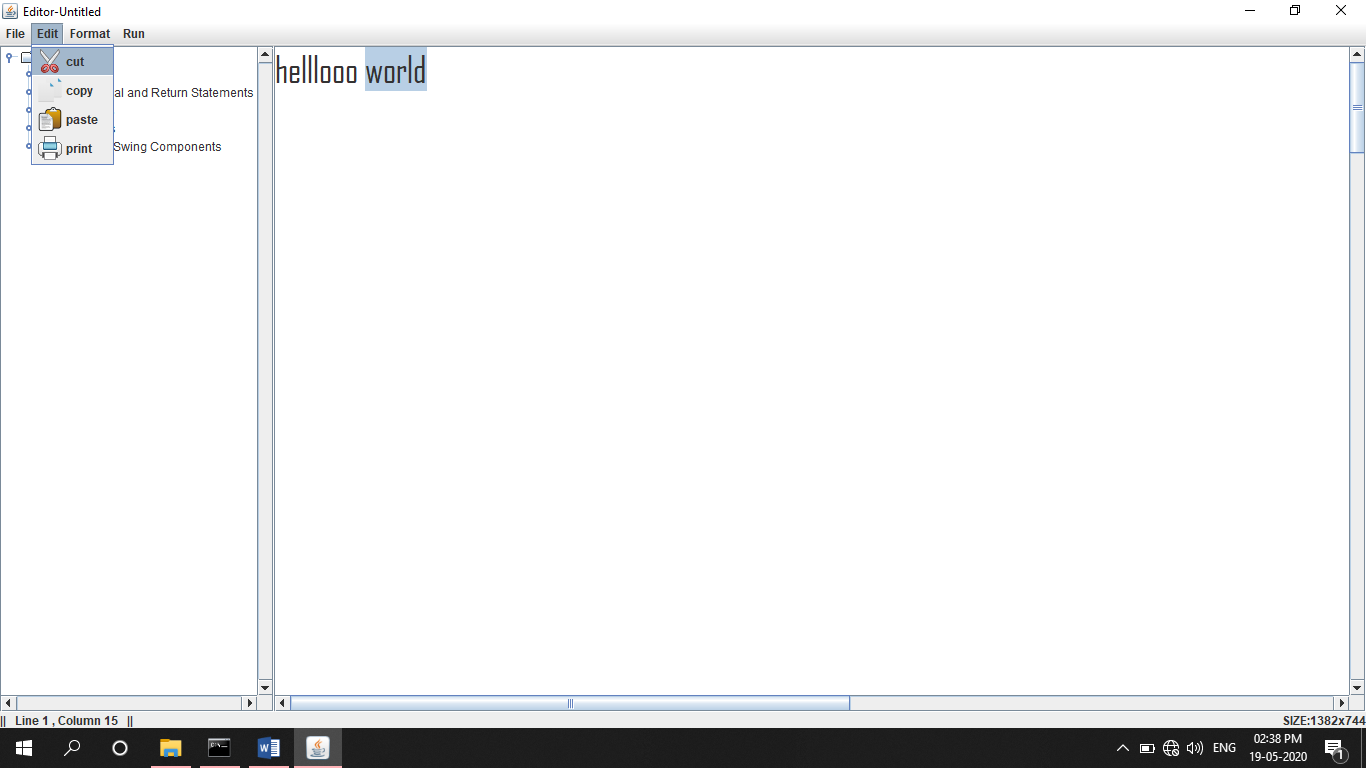 Editor-Untitled
File Edit Format Run
cut
copy
paste
print
al and Return Statements
s
Swing Components
helllooo world
|| Line 1 , Column 15 ||
SIZE:1382x744
ENG
02:38 PM
19-05-2020
1